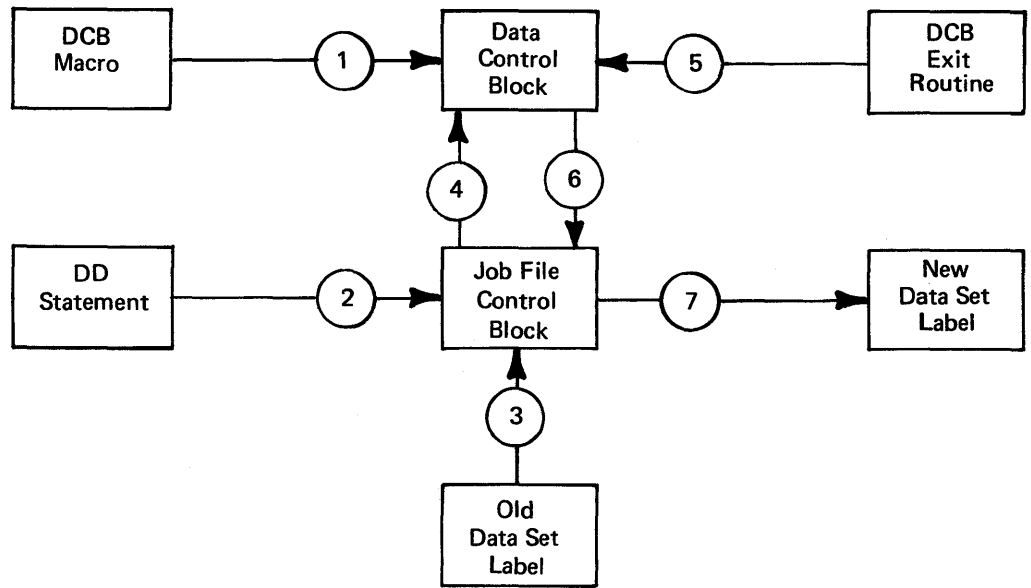 DCB
Macro
1
Data
Control
Block
5
DCB
Exit
Routine
4
6
DD
Statement
2
Job File
Control
Block
7
New
Data Set
Label
3
Old
Data Set
Label